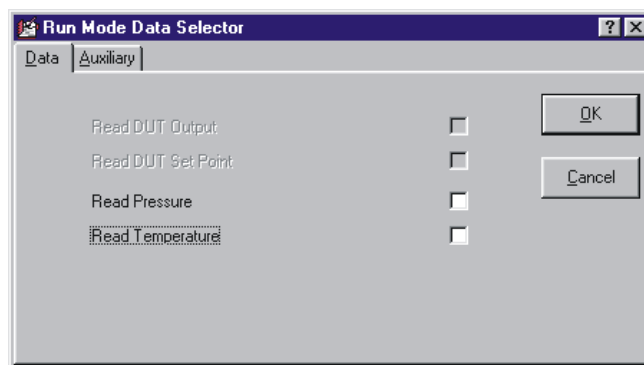 Run Mode Data Selector
Data Auxiliary
Read DUT Output
Read DUT Set Point
Read Pressure
Read Temperature
OK
Cancel